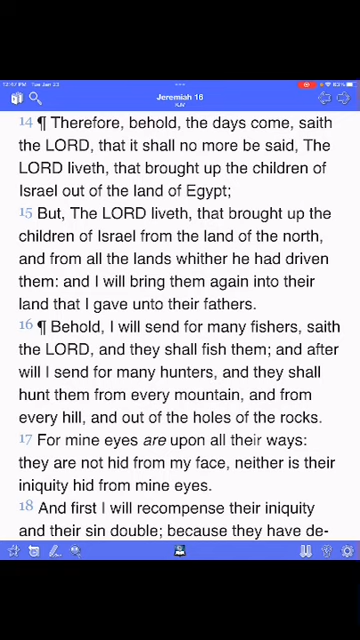 Jeremiah 16
KJV
14 ¶ Therefore, behold, the days come, saith
the LORD, that it shall no more be said, The
LORD liveth, that brought up the children of
Israel out of the land of Egypt;
15 But, The LORD liveth, that brought up the
children of Israel from the land of the north,
and from all the lands whither he had driven
them: and I will bring them again into their
land that I gave unto their fathers.
16 ¶ Behold, I will send for many fishers, saith
the LORD, and they shall fish them; and after
will I send for many hunters, and they shall
hunt them from every mountain, and from
every hill, and out of the holes of the rocks.
17 For mine eyes are upon all their ways:
they are not hid from my face, neither is their
iniquity hid from mine eyes.
18 And first I will recompense their iniquity
and their sin double; because they have de-